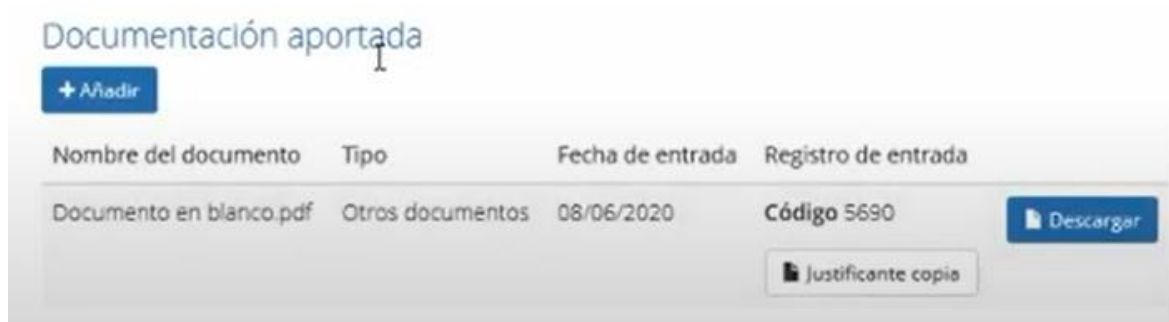 Documentación aportada
Añadir
Nombre del documento Tipo Fecha de entrada Registro de entrada
Documento en blanco.pdf Otros documentos 08/06/2020 Código 5690 Descargar
Justificante copia